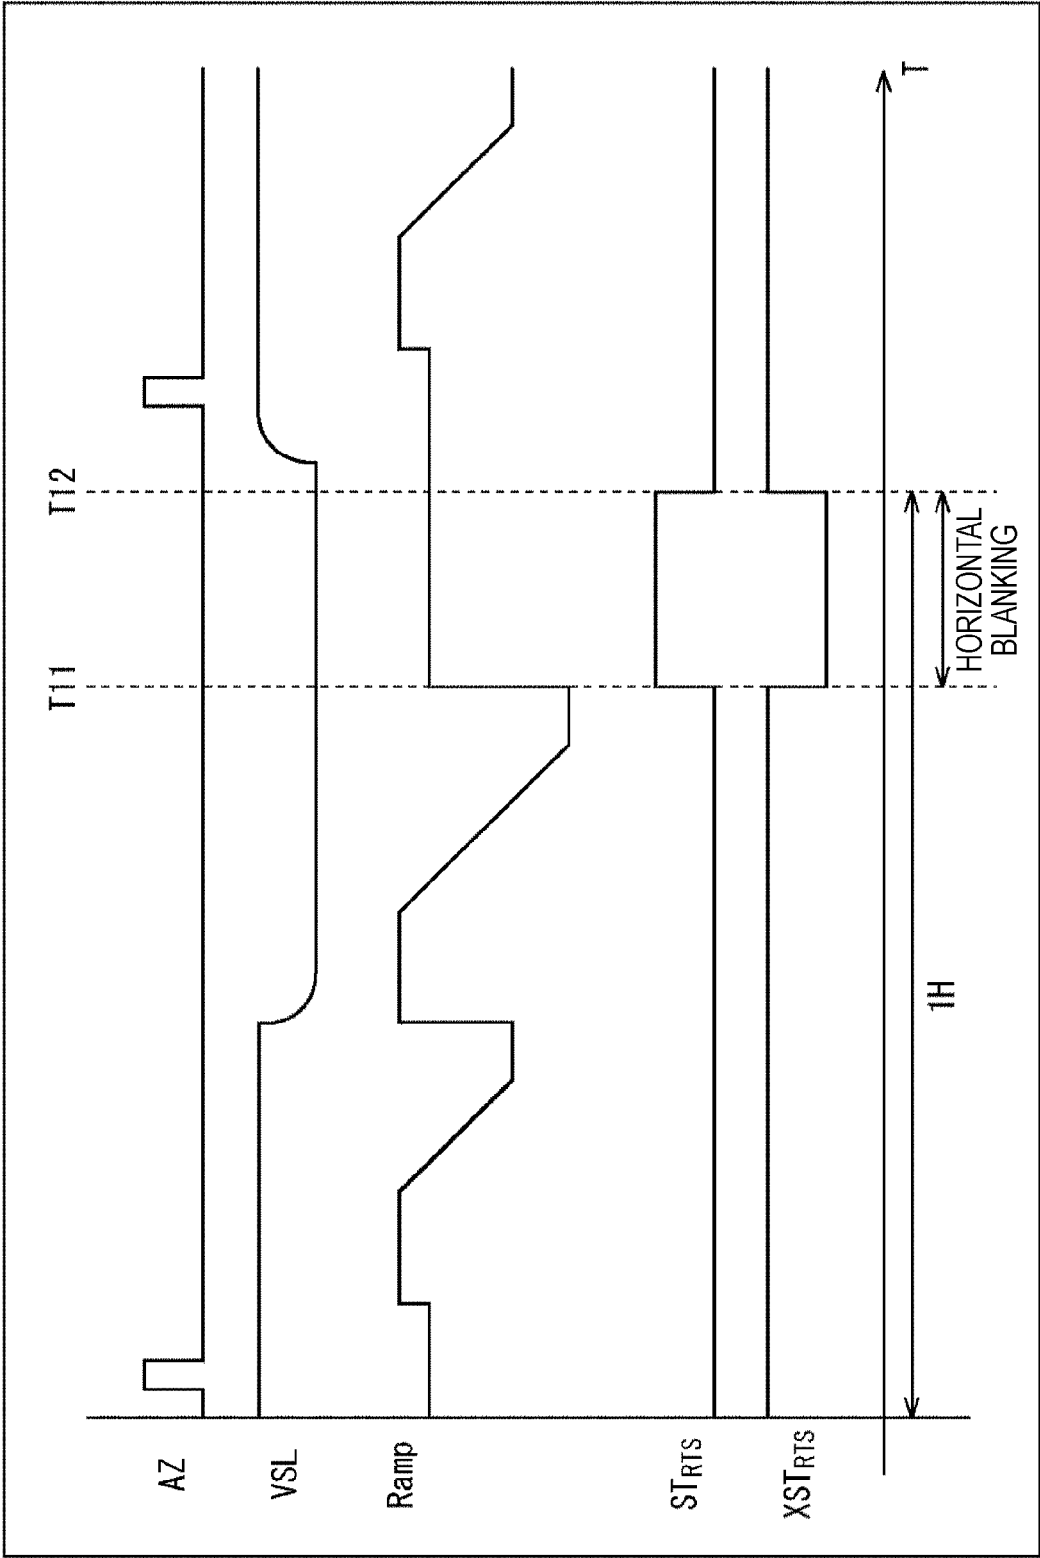 T11
T12
AZ
VSL
Ramp
STRTS
XSTRTS
T
1H
HORIZONTAL
BLANKING